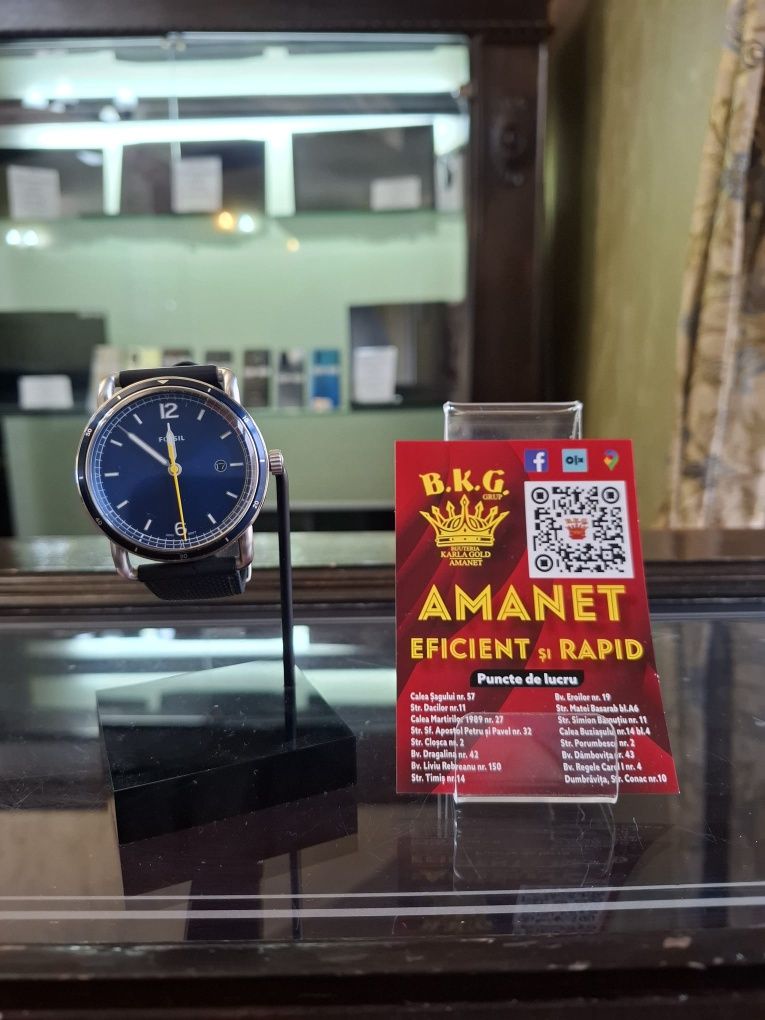 12
FOSSIL
17
6
B.K.G.
GRUP
BIJUTERIA
KARLA GOLD
AMANET
olx
AMANET
EFICIENT și RAPID
Puncte de lucru
Calea Șagului nr. 57
Str. Dacilor nr.11
Calea Martirilor 1989 nr. 27
Str. Sf. Apostol Petru și Pavel nr. 32
Str. Cloșca nr. 2
Bv. Dragalina nr. 42
Bv. Liviu Rebreanu nr. 150
Str. Timiș nr.14
Bv. Eroilor nr. 19
Str. Matei Basarab bl.A6
Str. Simion Bărnuțiu nr. 11
Calea Buziașului nr.14 bl.4
Str. Porumbescu nr. 2
Bv. Dâmbovița nr. 43
Bv. Regele Carol I nr. 4
Dumbrăvița, Str. Conac nr.10